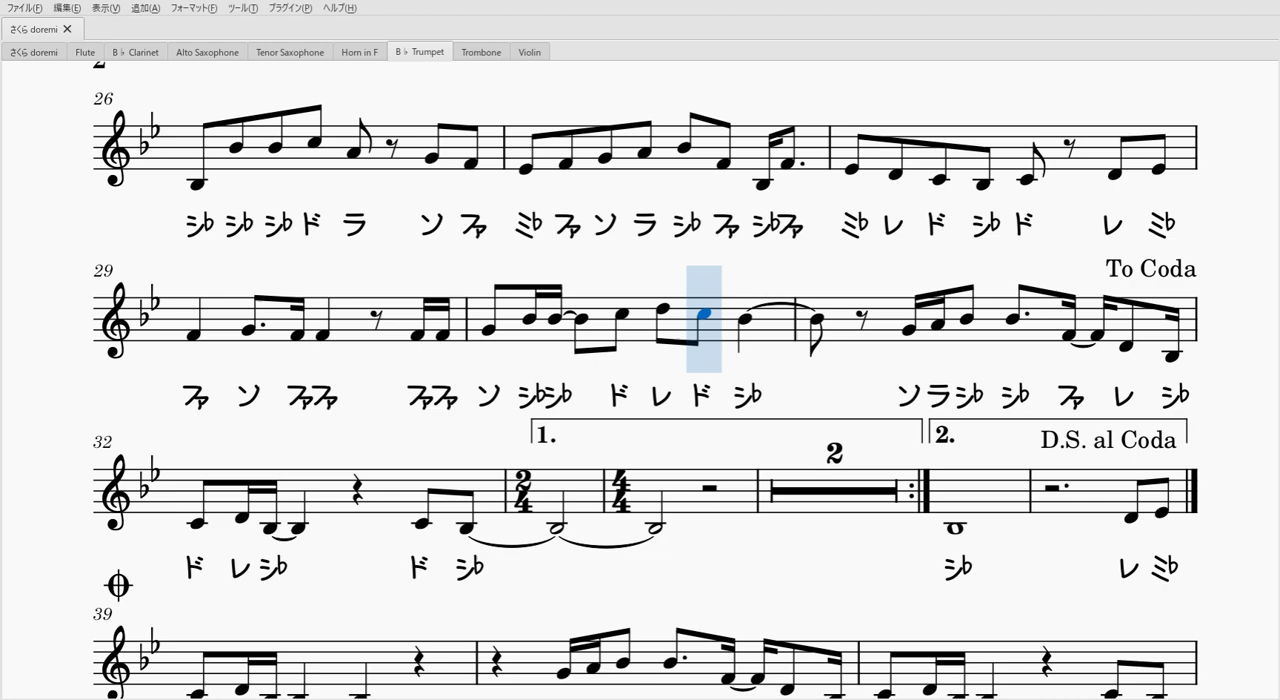 ファイル(F) 編集(E) 表示(V) 追加(A) フォーマット(F) ツール(T) プラグイン(P) ヘルプ(H)
さくら doremi ✕
さくら doremi Flute B♭ Clarinet Alto Saxophone Tenor Saxophone Horn in F B♭ Trumpet Trombone Violin
2
26
シ♭ シ♭ シ♭ ド ラ ソ ファ ミ♭ ファ ソ ラ シ♭ ファ シ♭ ファ ミ♭ レ ド シ♭ ド レ ミ♭
To Coda
29
ファ ソ ファ ファ ファ ファ ソ シ♭ シ♭ ド レ ド シ♭ ソ ラ シ♭ シ♭ ファ レ シ♭
1. 2. D.S. al Coda
32 2
2 4 4 4
ド レ シ♭ ド シ♭ シ♭ レ ミ♭
39